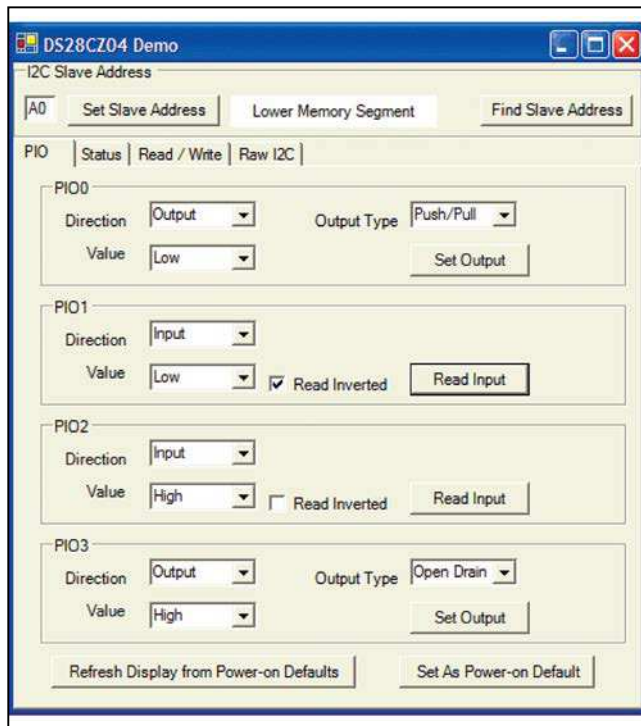 DS28CZ04 Demo
I2C Slave Address
A0 Set Slave Address Lower Memory Segment Find Slave Address
PIO Status Read / Write Raw I2C
PIO0
Direction Output Output Type Push/Pull
Value Low Set Output
PIO1
Direction Input
Value Low Read Inverted Read Input
PIO2
Direction Input
Value High Read Inverted Read Input
PIO3
Direction Output Output Type Open Drain
Value High Set Output
Refresh Display from Power-on Defaults Set As Power-on Default